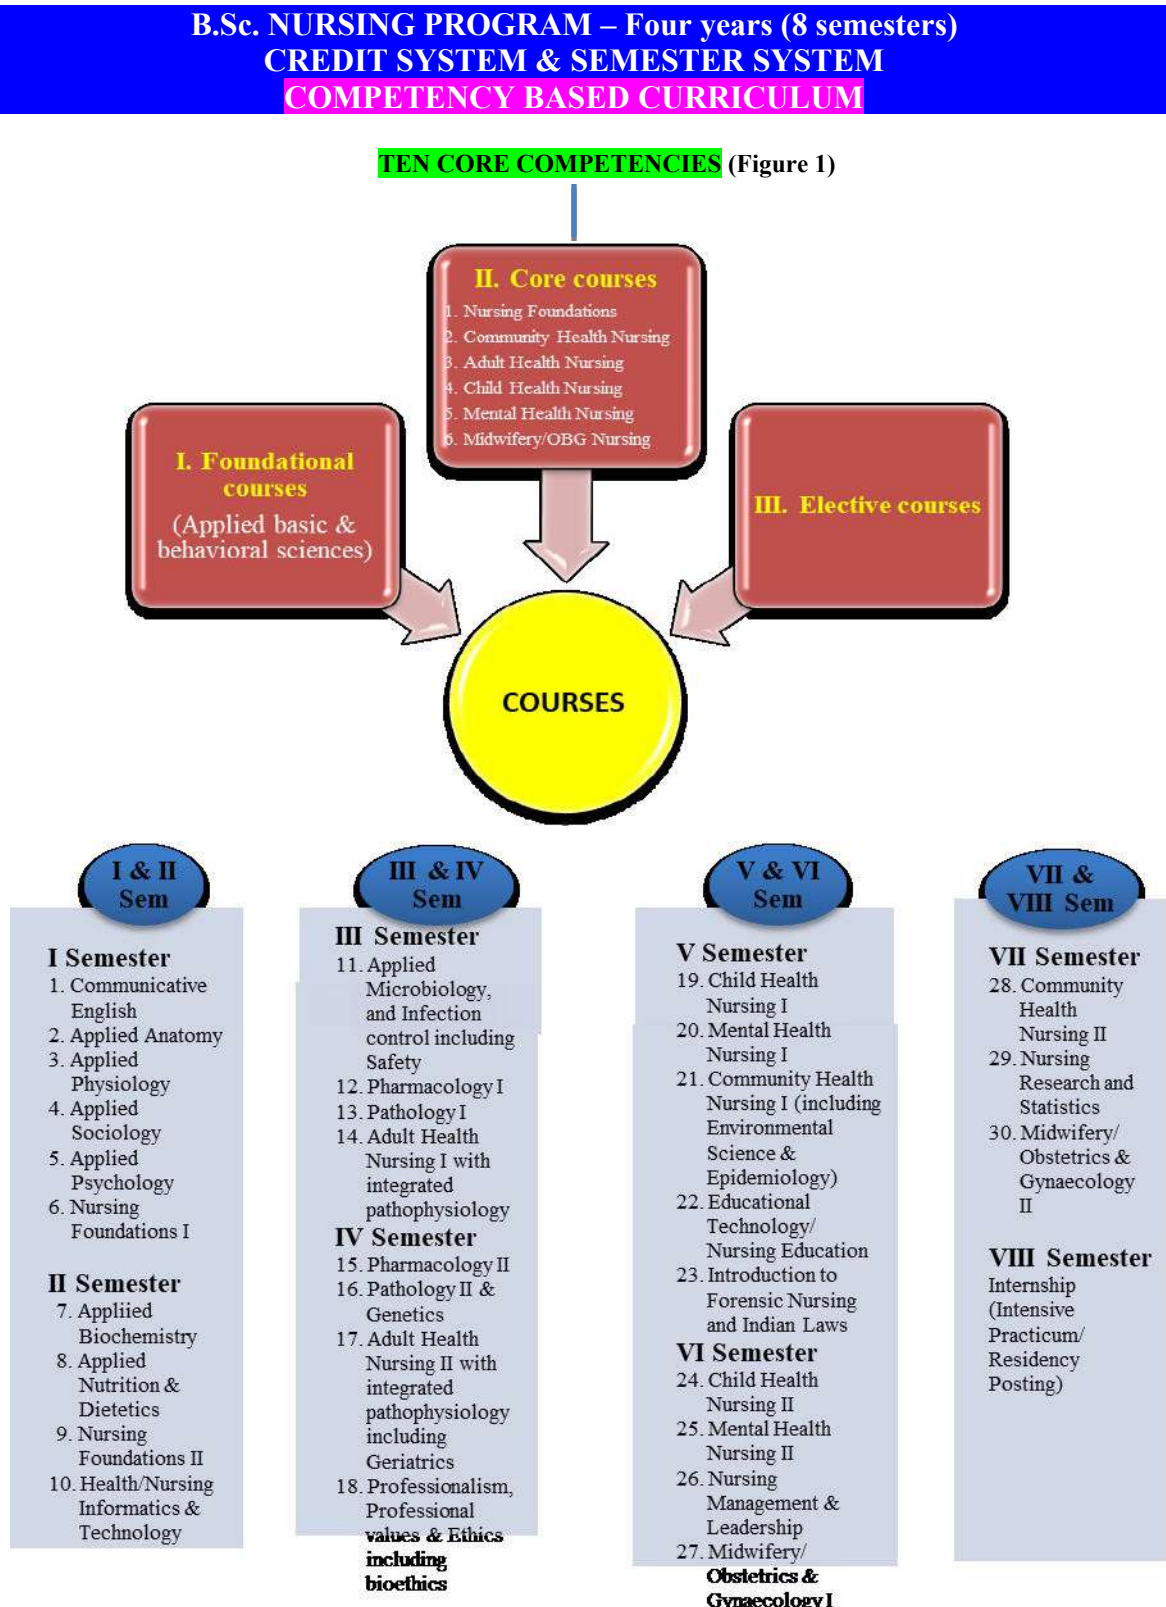 B.Sc. NURSING PROGRAM – Four years (8 semesters)
CREDIT SYSTEM & SEMESTER SYSTEM
COMPETENCY BASED CURRICULUM
TEN CORE COMPETENCIES (Figure 1)
II. Core courses
1. Nursing Foundations
2. Community Health Nursing
3. Adult Health Nursing
4. Child Health Nursing
5. Mental Health Nursing
6. Midwifery/OBG Nursing
I. Foundational
courses
(Applied basic &
behavioral sciences)
III. Elective courses
COURSES
I & II
Sem
I Semester
1. Communicative
English
2. Applied Anatomy
3. Applied
Physiology
4. Applied
Sociology
5. Applied
Psychology
6. Nursing
Foundations I
II Semester
7. Appliied
Biochemistry
8. Applied
Nutrition &
Dietetics
9. Nursing
Foundations II
10. Health/Nursing
Informatics &
Technology
III & IV
Sem
III Semester
11. Applied
Microbiology,
and Infection
control including
Safety
12. Pharmacology I
13. Pathology I
14. Adult Health
Nursing I with
integrated
pathophysiology
IV Semester
15. Pharmacology II
16. Pathology II &
Genetics
17. Adult Health
Nursing II with
integrated
pathophysiology
including
Geriatrics
18. Professionalism,
Professional
values & Ethics
including
bioethics
V & VI
Sem
V Semester
19. Child Health
Nursing I
20. Mental Health
Nursing I
21. Community Health
Nursing I (including
Environmental
Science &
Epidemiology)
22. Educational
Technology/
Nursing Education
23. Introduction to
Forensic Nursing
and Indian Laws
VI Semester
24. Child Health
Nursing II
25. Mental Health
Nursing II
26. Nursing
Management &
Leadership
27. Midwifery/
Obstetrics &
Gynaecology I
VII &
VIII Sem
VII Semester
28. Community
Health
Nursing II
29. Nursing
Research and
Statistics
30. Midwifery/
Obstetrics &
Gynaecology
II
VIII Semester
Internship
(Intensive
Practicum/
Residency
Posting)